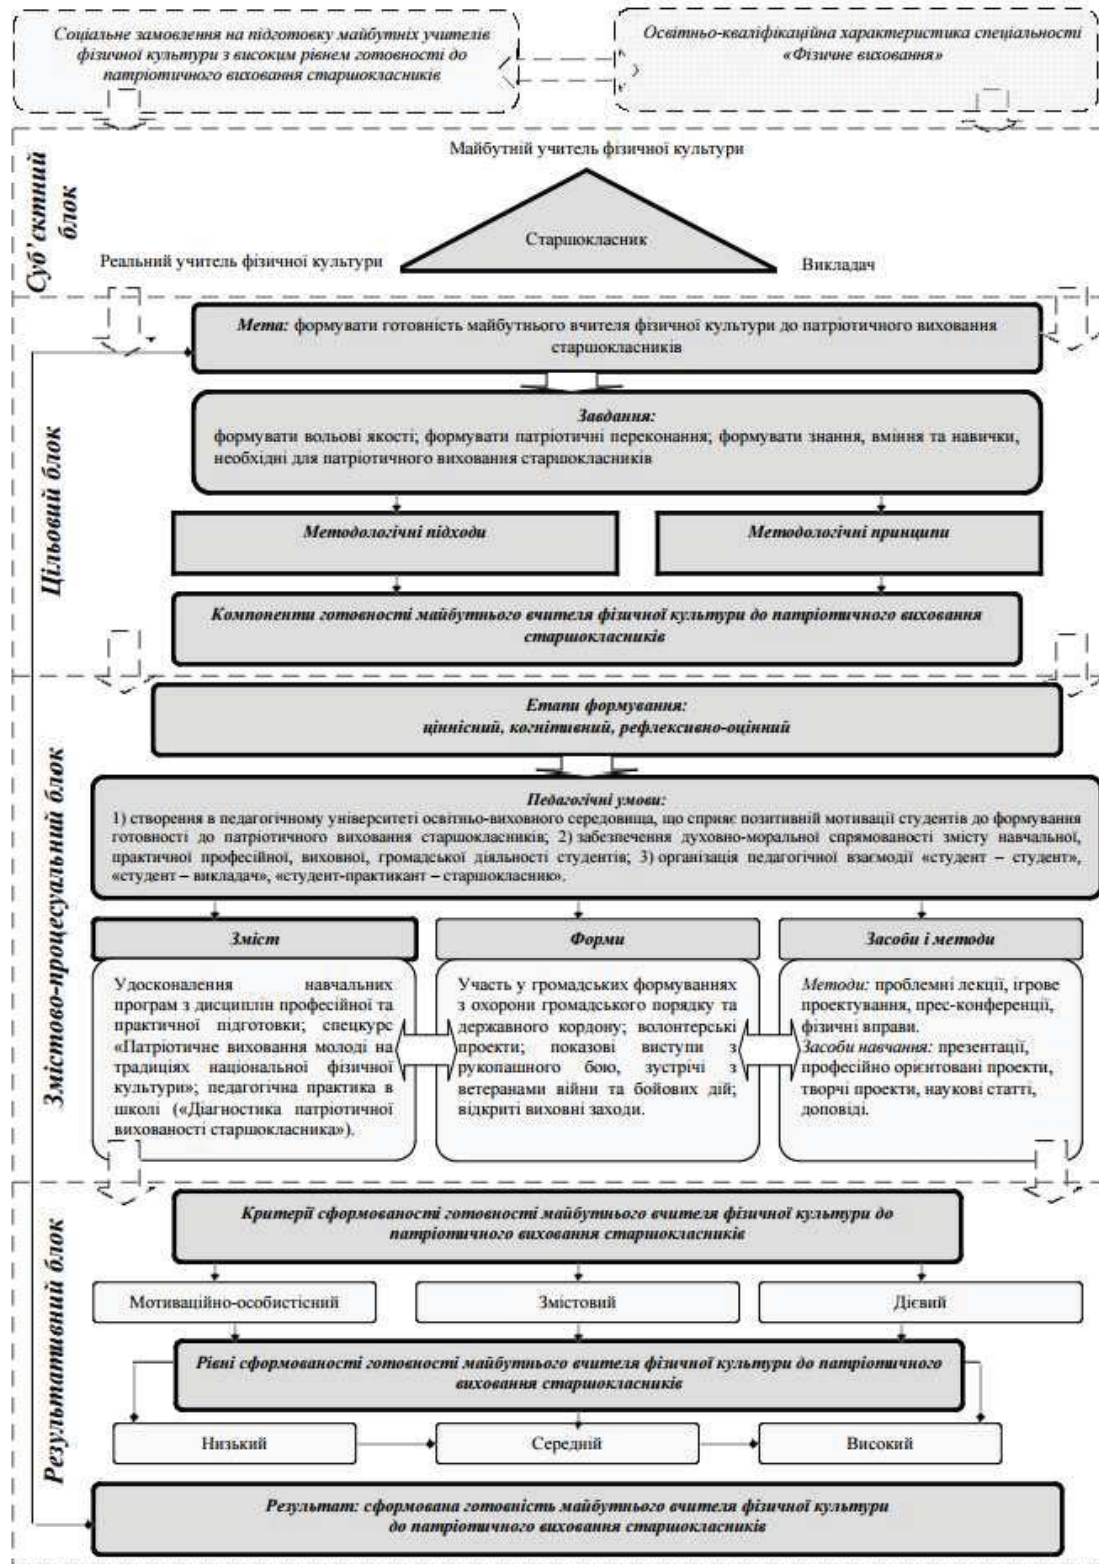 Соціальне замовлення на підготовку майбутніх учителів
фізичної культури з високим рівнем готовності до
патріотичного виховання старшокласників
Освітньо-кваліфікаційна характеристика спеціальності
«Фізичне виховання»
Суб'єктний
блок
Майбутній учитель фізичної культури
Старшокласник
Реальний учитель фізичної культури
Викладач
Цільовий блок
Мета: формувати готовність майбутнього вчителя фізичної культури до патріотичного виховання
старшокласників
Завдання:
формувати вольові якості; формувати патріотичні переконання; формувати знання, вміння та навички,
необхідні для патріотичного виховання старшокласників
Методологічні підходи
Методологічні принципи
Компоненти готовності майбутнього вчителя фізичної культури до патріотичного виховання
старшокласників
Змістово-процесуальний блок
Етапи формування:
ціннісний, когнітивний, рефлексивно-оцінний
Педагогічні умови:
1) створення в педагогічному університеті освітньо-виховного середовища, що сприяє позитивній мотивації студентів до формування
готовності до патріотичного виховання старшокласників; 2) забезпечення духовно-моральної спрямованості змісту навчальної,
практичної професійної, виховної, громадської діяльності студентів; 3) організація педагогічної взаємодії «студент – студент»,
«студент – викладач», «студент-практикант – старшокласник».
Зміст
Удосконалення навчальних
програм з дисциплін професійної та
практичної підготовки; спецкурс
«Патріотичне виховання молоді на
традиціях національної фізичної
культури»; педагогічна практика в
школі («Діагностика патріотичної
вихованості старшокласника»).
Форми
Участь у громадських формуваннях
з охорони громадського порядку та
державного кордону; волонтерські
проекти; показові виступи з
рукопашного бою, зустрічі з
ветеранами війни та бойових дій;
відкриті виховні заходи.
Засоби і методи
Методи: проблемні лекції, ігрове
проектування, прес-конференції,
фізичні вправи.
Засоби навчання: презентації,
професійно орієнтовані проекти,
творчі проекти, наукові статті,
доповіді.
Результативний блок
Критерії сформованості готовності майбутнього вчителя фізичної культури до
патріотичного виховання старшокласників
Мотиваційно-особистісний
Змістовий
Дієвий
Рівні сформованості готовності майбутнього вчителя фізичної культури до патріотичного
виховання старшокласників
Низький
Середній
Високий
Результат: сформована готовність майбутнього вчителя фізичної культури
до патріотичного виховання старшокласників